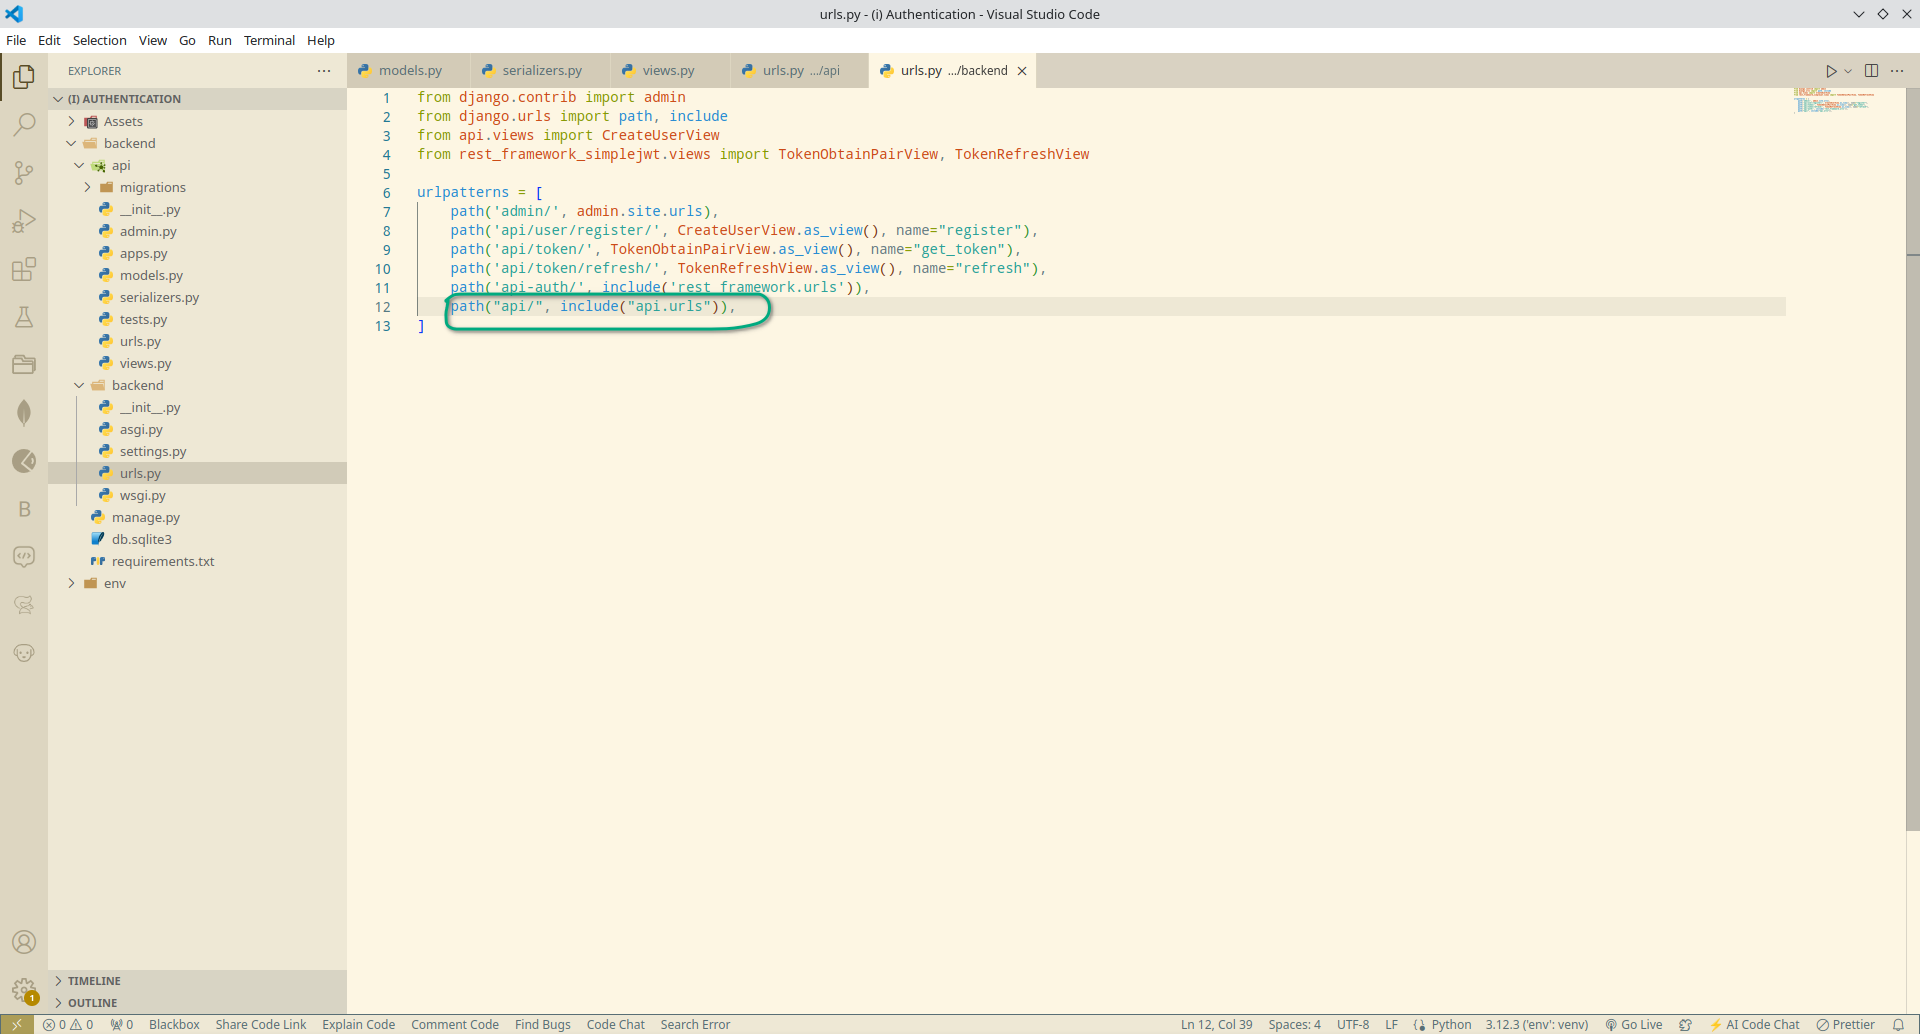 urls.py - (i) Authentication - Visual Studio Code
File Edit Selection View Go Run Terminal Help
EXPLORER
models.py serializers.py views.py urls.py .../api urls.py .../backend
(I) AUTHENTICATION
Assets
backend
api
migrations
__init__.py
admin.py
apps.py
models.py
serializers.py
tests.py
urls.py
views.py
backend
__init__.py
asgi.py
settings.py
urls.py
wsgi.py
manage.py
db.sqlite3
requirements.txt
env
TIMELINE
OUTLINE
1 from django.contrib import admin
2 from django.urls import path, include
3 from api.views import CreateUserView
4 from rest_framework_simplejwt.views import TokenObtainPairView, TokenRefreshView
5
6 urlpatterns = [
7 path('admin/', admin.site.urls),
8 path('api/user/register/', CreateUserView.as_view(), name="register"),
9 path('api/token/', TokenObtainPairView.as_view(), name="get_token"),
10 path('api/token/refresh/', TokenRefreshView.as_view(), name="refresh"),
11 path('api-auth/', include('rest_framework.urls')),
12 path("api/", include("api.urls")),
13 ]
B
1
0 0 0 Blackbox Share Code Link Explain Code Comment Code Find Bugs Code Chat Search Error Ln 12, Col 39 Spaces: 4 UTF-8 LF Python 3.12.3 ('env': venv) Go Live AI Code Chat Prettier